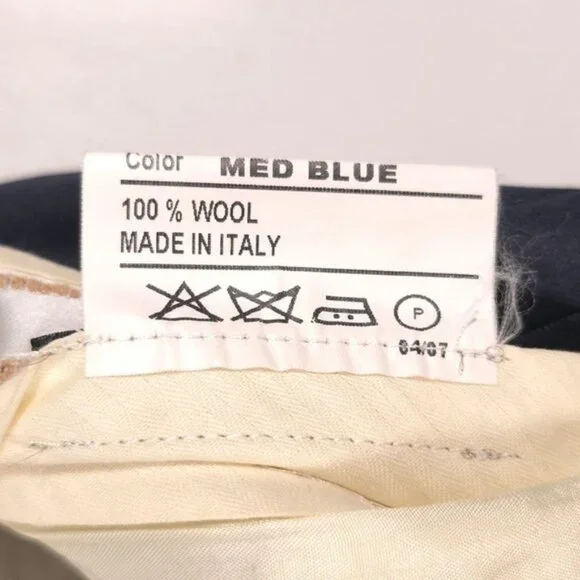 Color MED BLUE
100 % WOOL
MADE IN ITALY
P
04/07